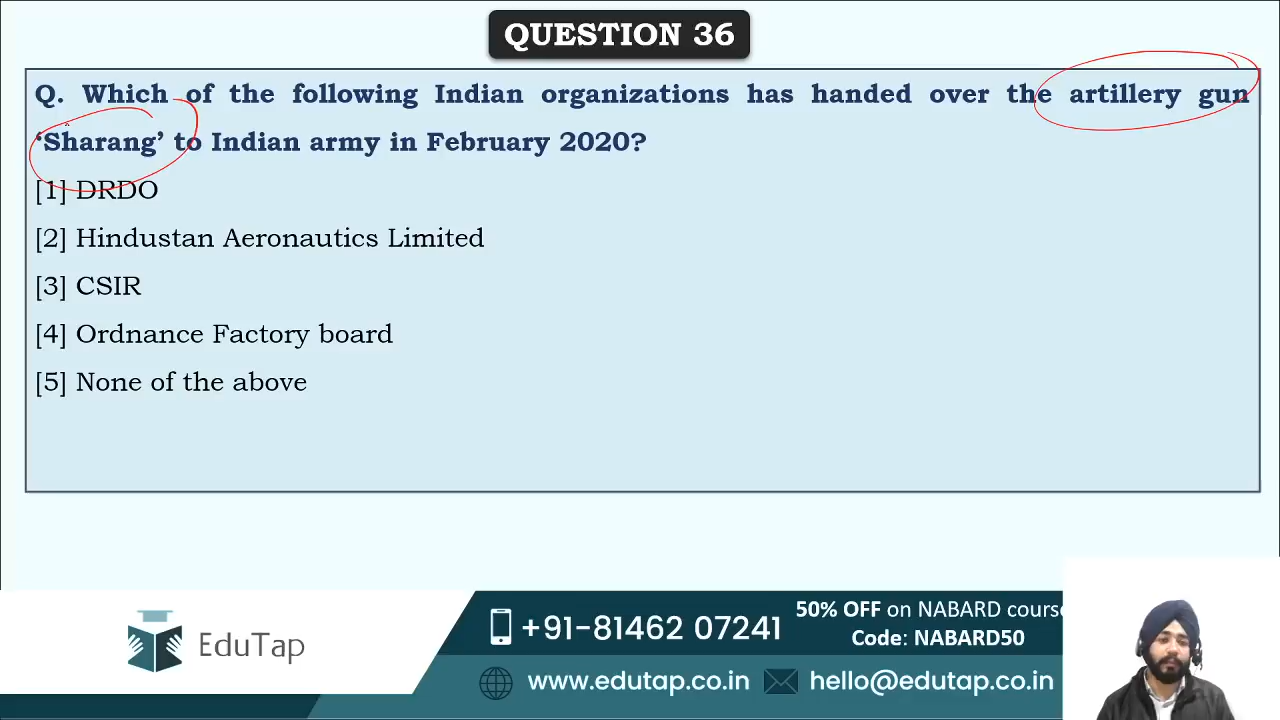 QUESTION 36
Q. Which of the following Indian organizations has handed over the artillery gun
‘Sharang’ to Indian army in February 2020?
[1] DRDO
[2] Hindustan Aeronautics Limited
[3] CSIR
[4] Ordnance Factory board
[5] None of the above
EduTap
+91-81462 07241
50% OFF on NABARD course
Code: NABARD50
www.edutap.co.in
hello@edutap.co.in